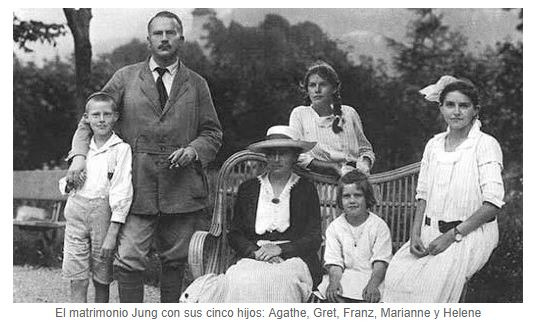 El matrimonio Jung con sus cinco hijos: Agathe, Gret, Franz, Marianne y Helene